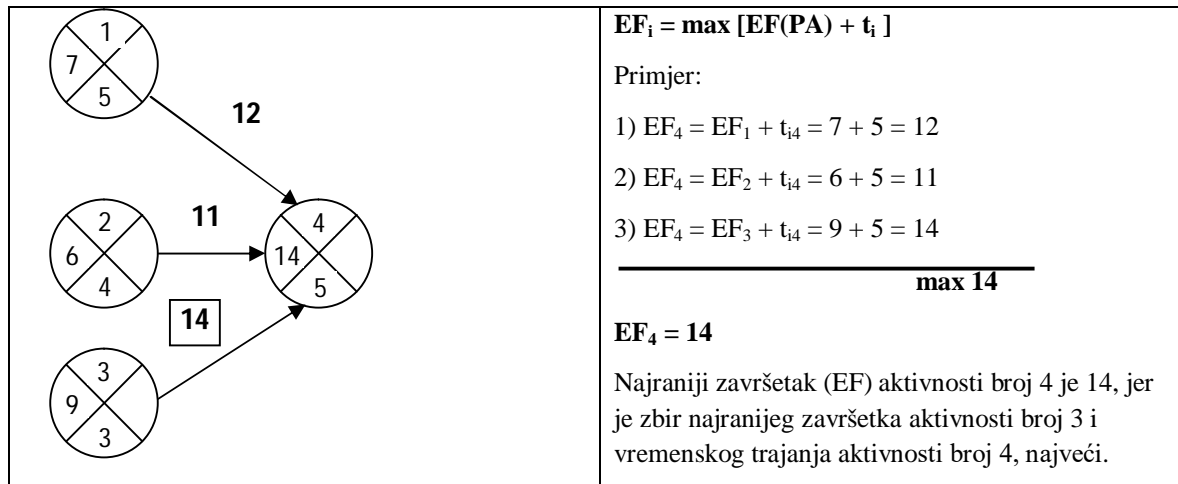 1
7
5
12
2
6
4
11
4
14
5
14
3
9
3
EFi = max [EF(PA) + ti ]
Primjer:
1) EF4 = EF1 + ti4 = 7 + 5 = 12
2) EF4 = EF2 + ti4 = 6 + 5 = 11
3) EF4 = EF3 + ti4 = 9 + 5 = 14
max 14
EF4 = 14
Najraniji završetak (EF) aktivnosti broj 4 je 14, jer
je zbir najranijeg završetka aktivnosti broj 3 i
vremenskog trajanja aktivnosti broj 4, najveći.